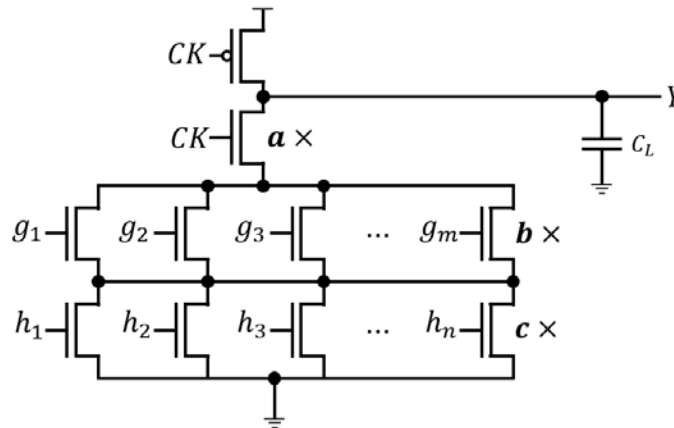 CK
Y
CK a ×
C_L
g_1 g_2 g_3 ... g_m b ×
h_1 h_2 h_3 ... h_n c ×